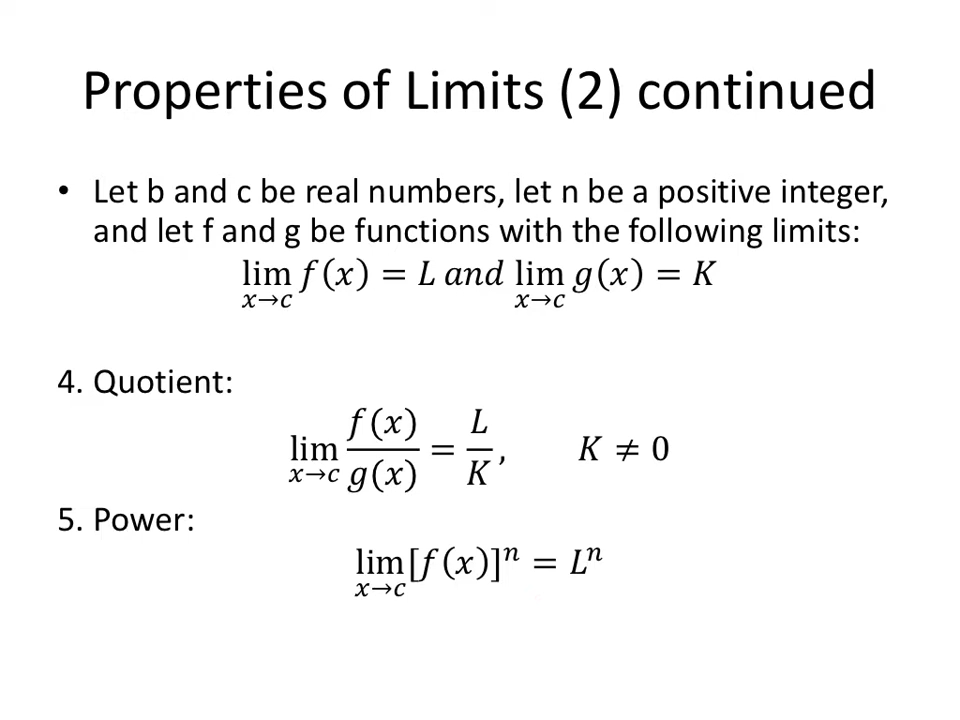 Properties of Limits (2) continued
• Let b and c be real numbers, let n be a positive integer,
and let f and g be functions with the following limits:
lim_{x→c} f(x) = L and lim_{x→c} g(x) = K
4. Quotient:
lim_{x→c} f(x)/g(x) = L/K, K ≠ 0
5. Power:
lim_{x→c} [f(x)]ⁿ = Lⁿ